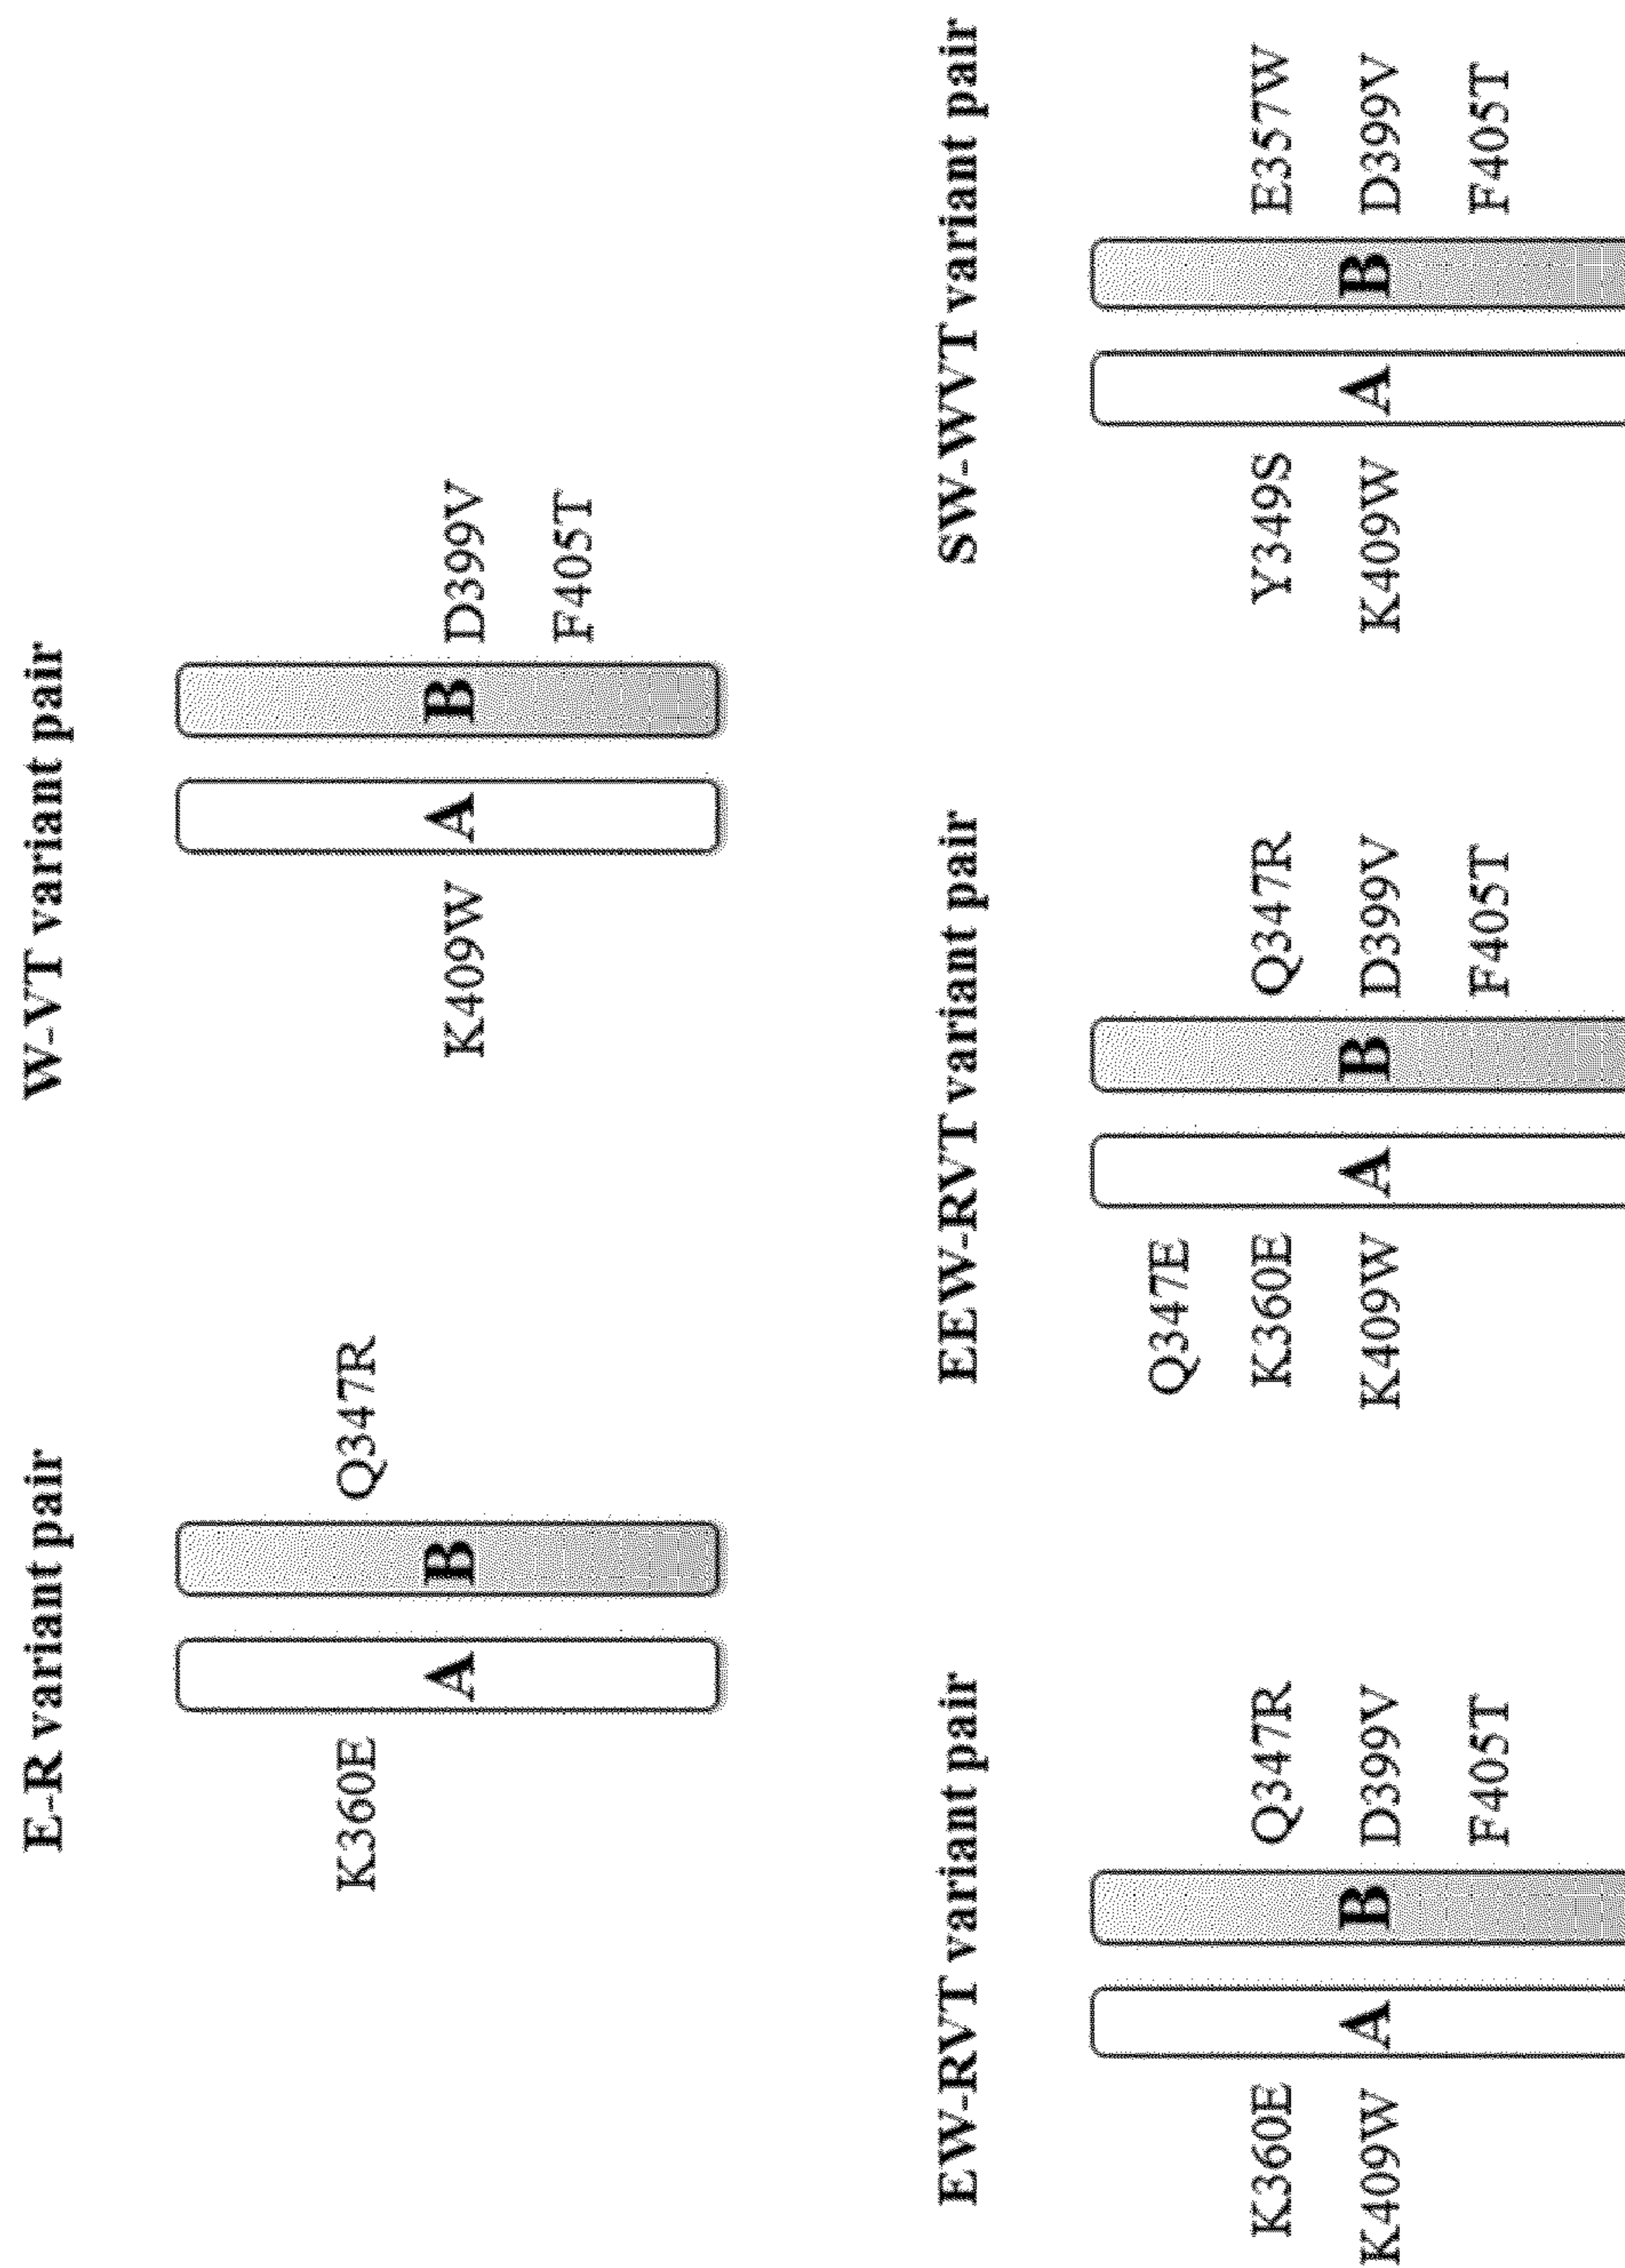 E-R variant pair
K360E
A
B
Q347R
W-VT variant pair
K409W
A
B
D399V
F405T
EW-RVT variant pair
K360E
K409W
A
B
Q347R
D399V
F405T
EEW-RVT variant pair
Q347E
K360E
K409W
A
B
Q347R
D399V
F405T
SW-WVT variant pair
Y349S
K409W
A
B
E357W
D399V
F405T